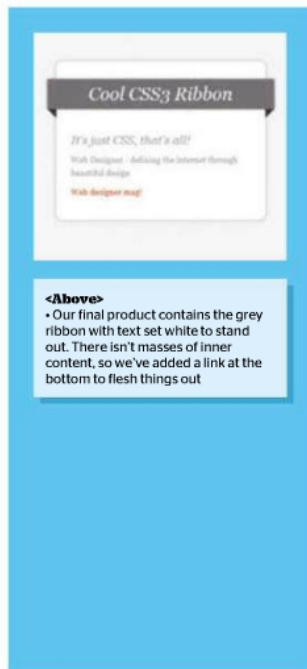 Cool CSS3 Ribbon
It's just CSS, that's all!
Web Designer - defining the internet through
beautiful design
Web designer mag!
<Above>
• Our final product contains the grey
ribbon with text set white to stand
out. There isn't masses of inner
content, so we've added a link at the
bottom to flesh things out